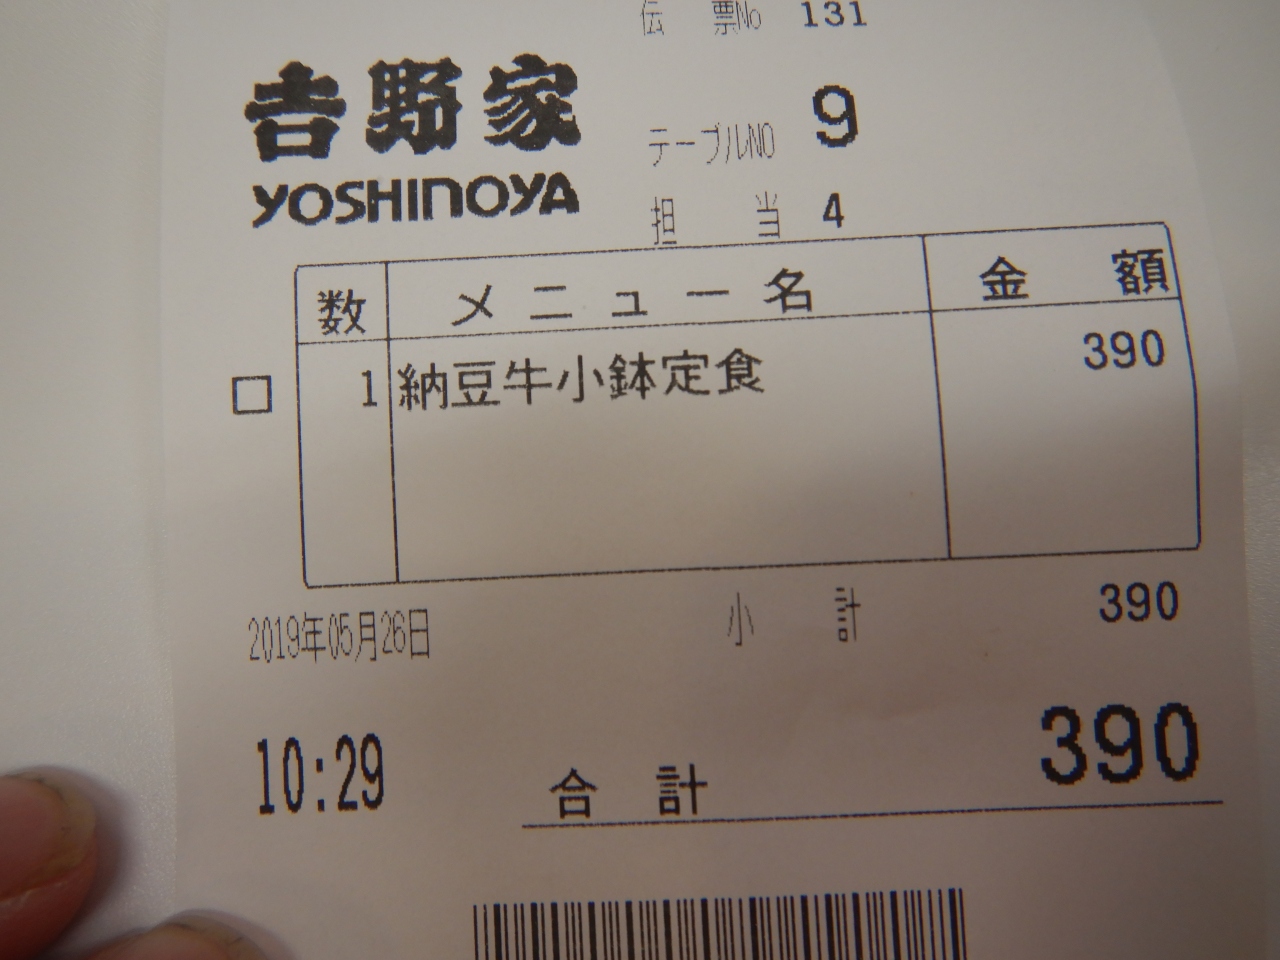 伝票No 131
吉野家
YOSHINOYA
テーブルNO 9
担当 4
数 メニュー名 金額
□ 1 納豆牛小鉢定食 390
2019年05月26日 小計 390
10:29 合計 390